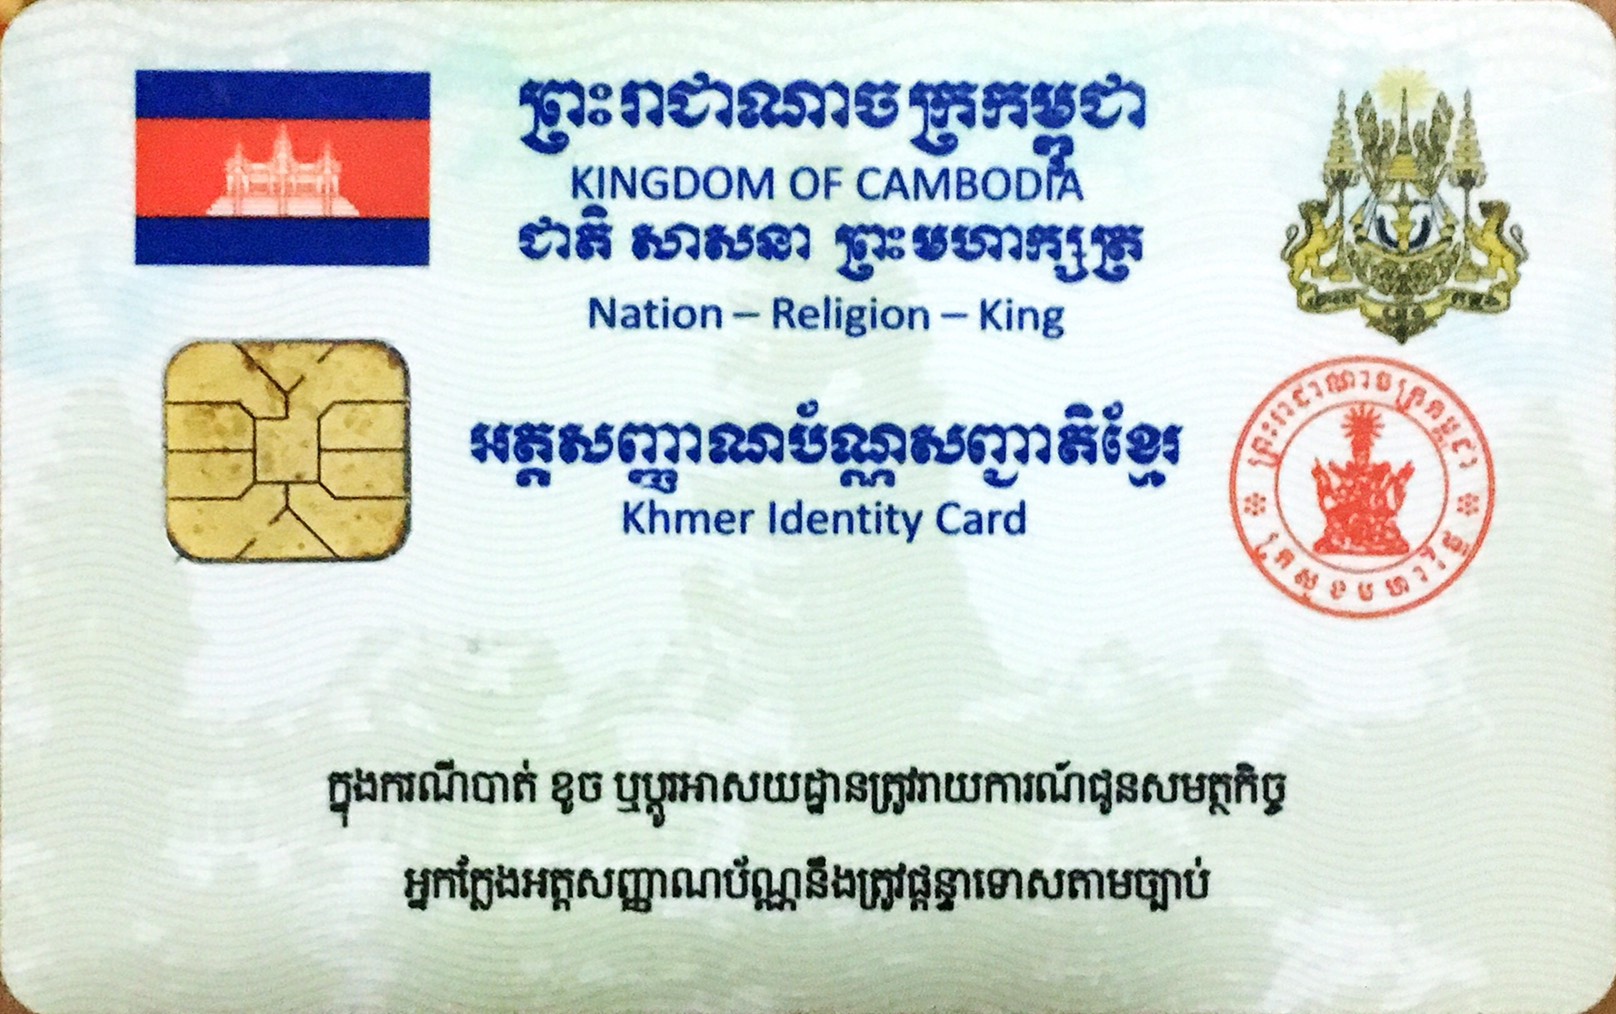 ព្រះរាជាណាចក្រកម្ពុជា
KINGDOM OF CAMBODIA
ជាតិ សាសនា ព្រះមហាក្សត្រ
Nation – Religion – King
អត្តសញ្ញាណប័ណ្ណសញ្ជាតិខ្មែរ
Khmer Identity Card
ព្រះរាជាណាចក្រកម្ពុជា
ក្រសួងមហាផ្ទៃ
ក្នុងករណីបាត់ ខូច ឬប្តូរអាសយដ្ឋានត្រូវរាយការណ៍ជូនសមត្ថកិច្ច
អ្នកក្លែងអត្តសញ្ញាណប័ណ្ណនឹងត្រូវផ្តន្ទាទោសតាមច្បាប់